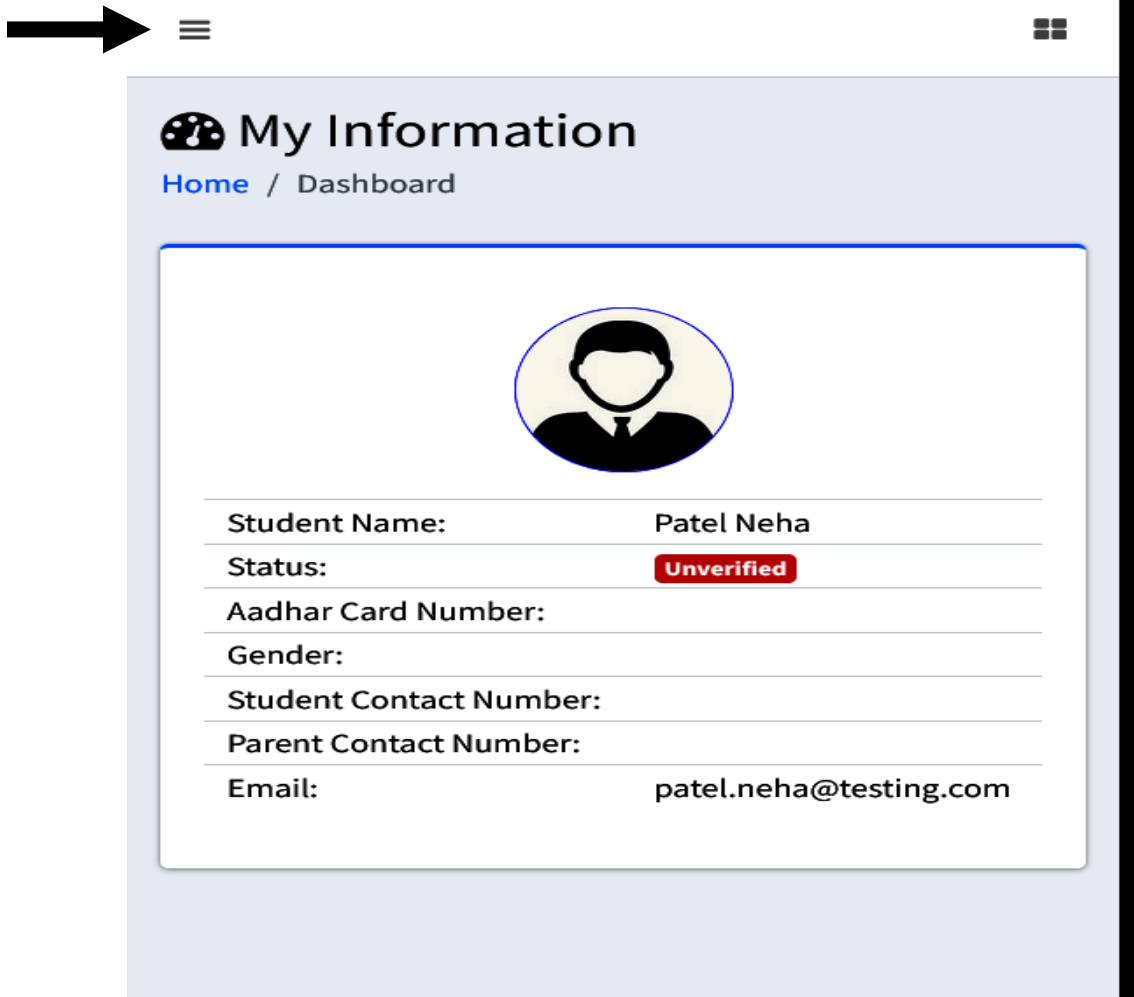 My Information
Home / Dashboard
Student Name: Patel Neha
Status: Unverified
Aadhar Card Number:
Gender:
Student Contact Number:
Parent Contact Number:
Email: patel.neha@testing.com